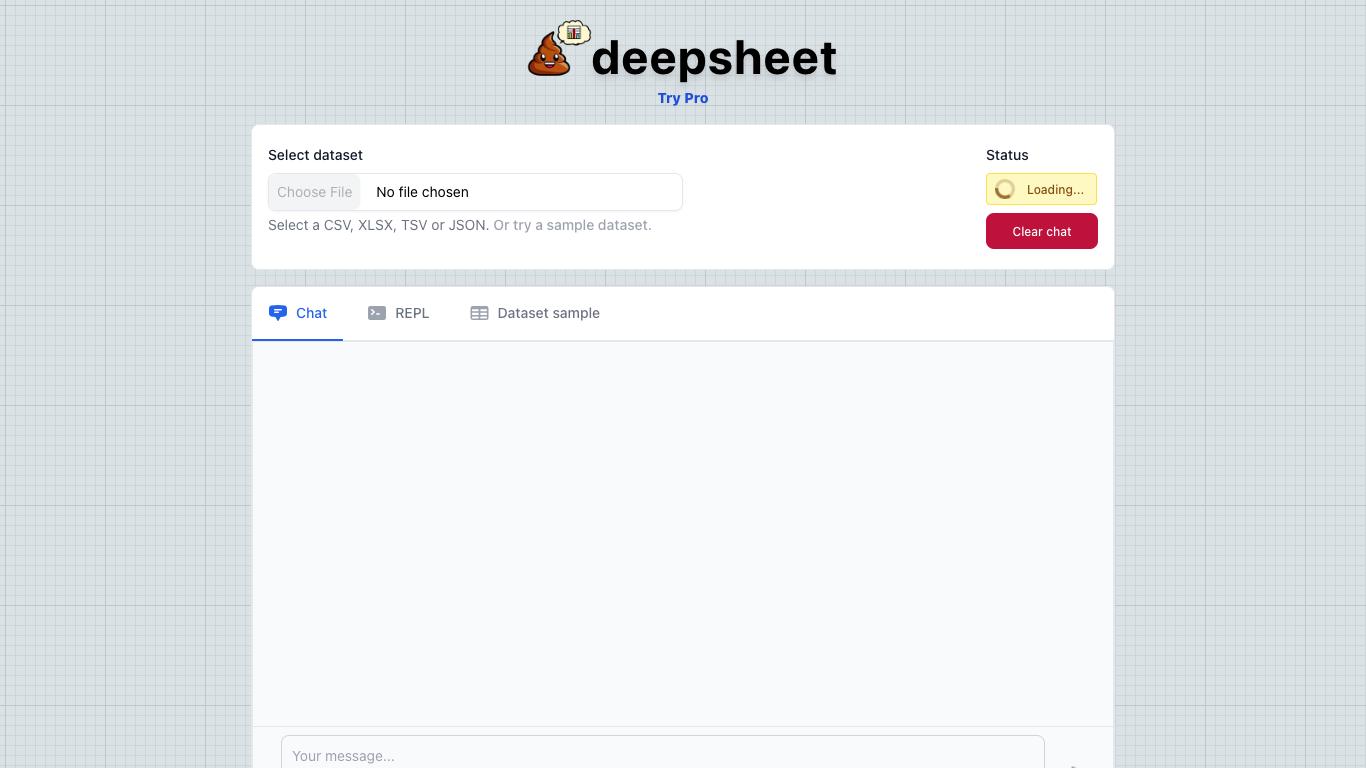 deepsheet
Try Pro
Select dataset
Choose File No file chosen
Select a CSV, XLSX, TSV or JSON. Or try a sample dataset.
Status
Loading...
Clear chat
Chat
REPL
Dataset sample
Your message...